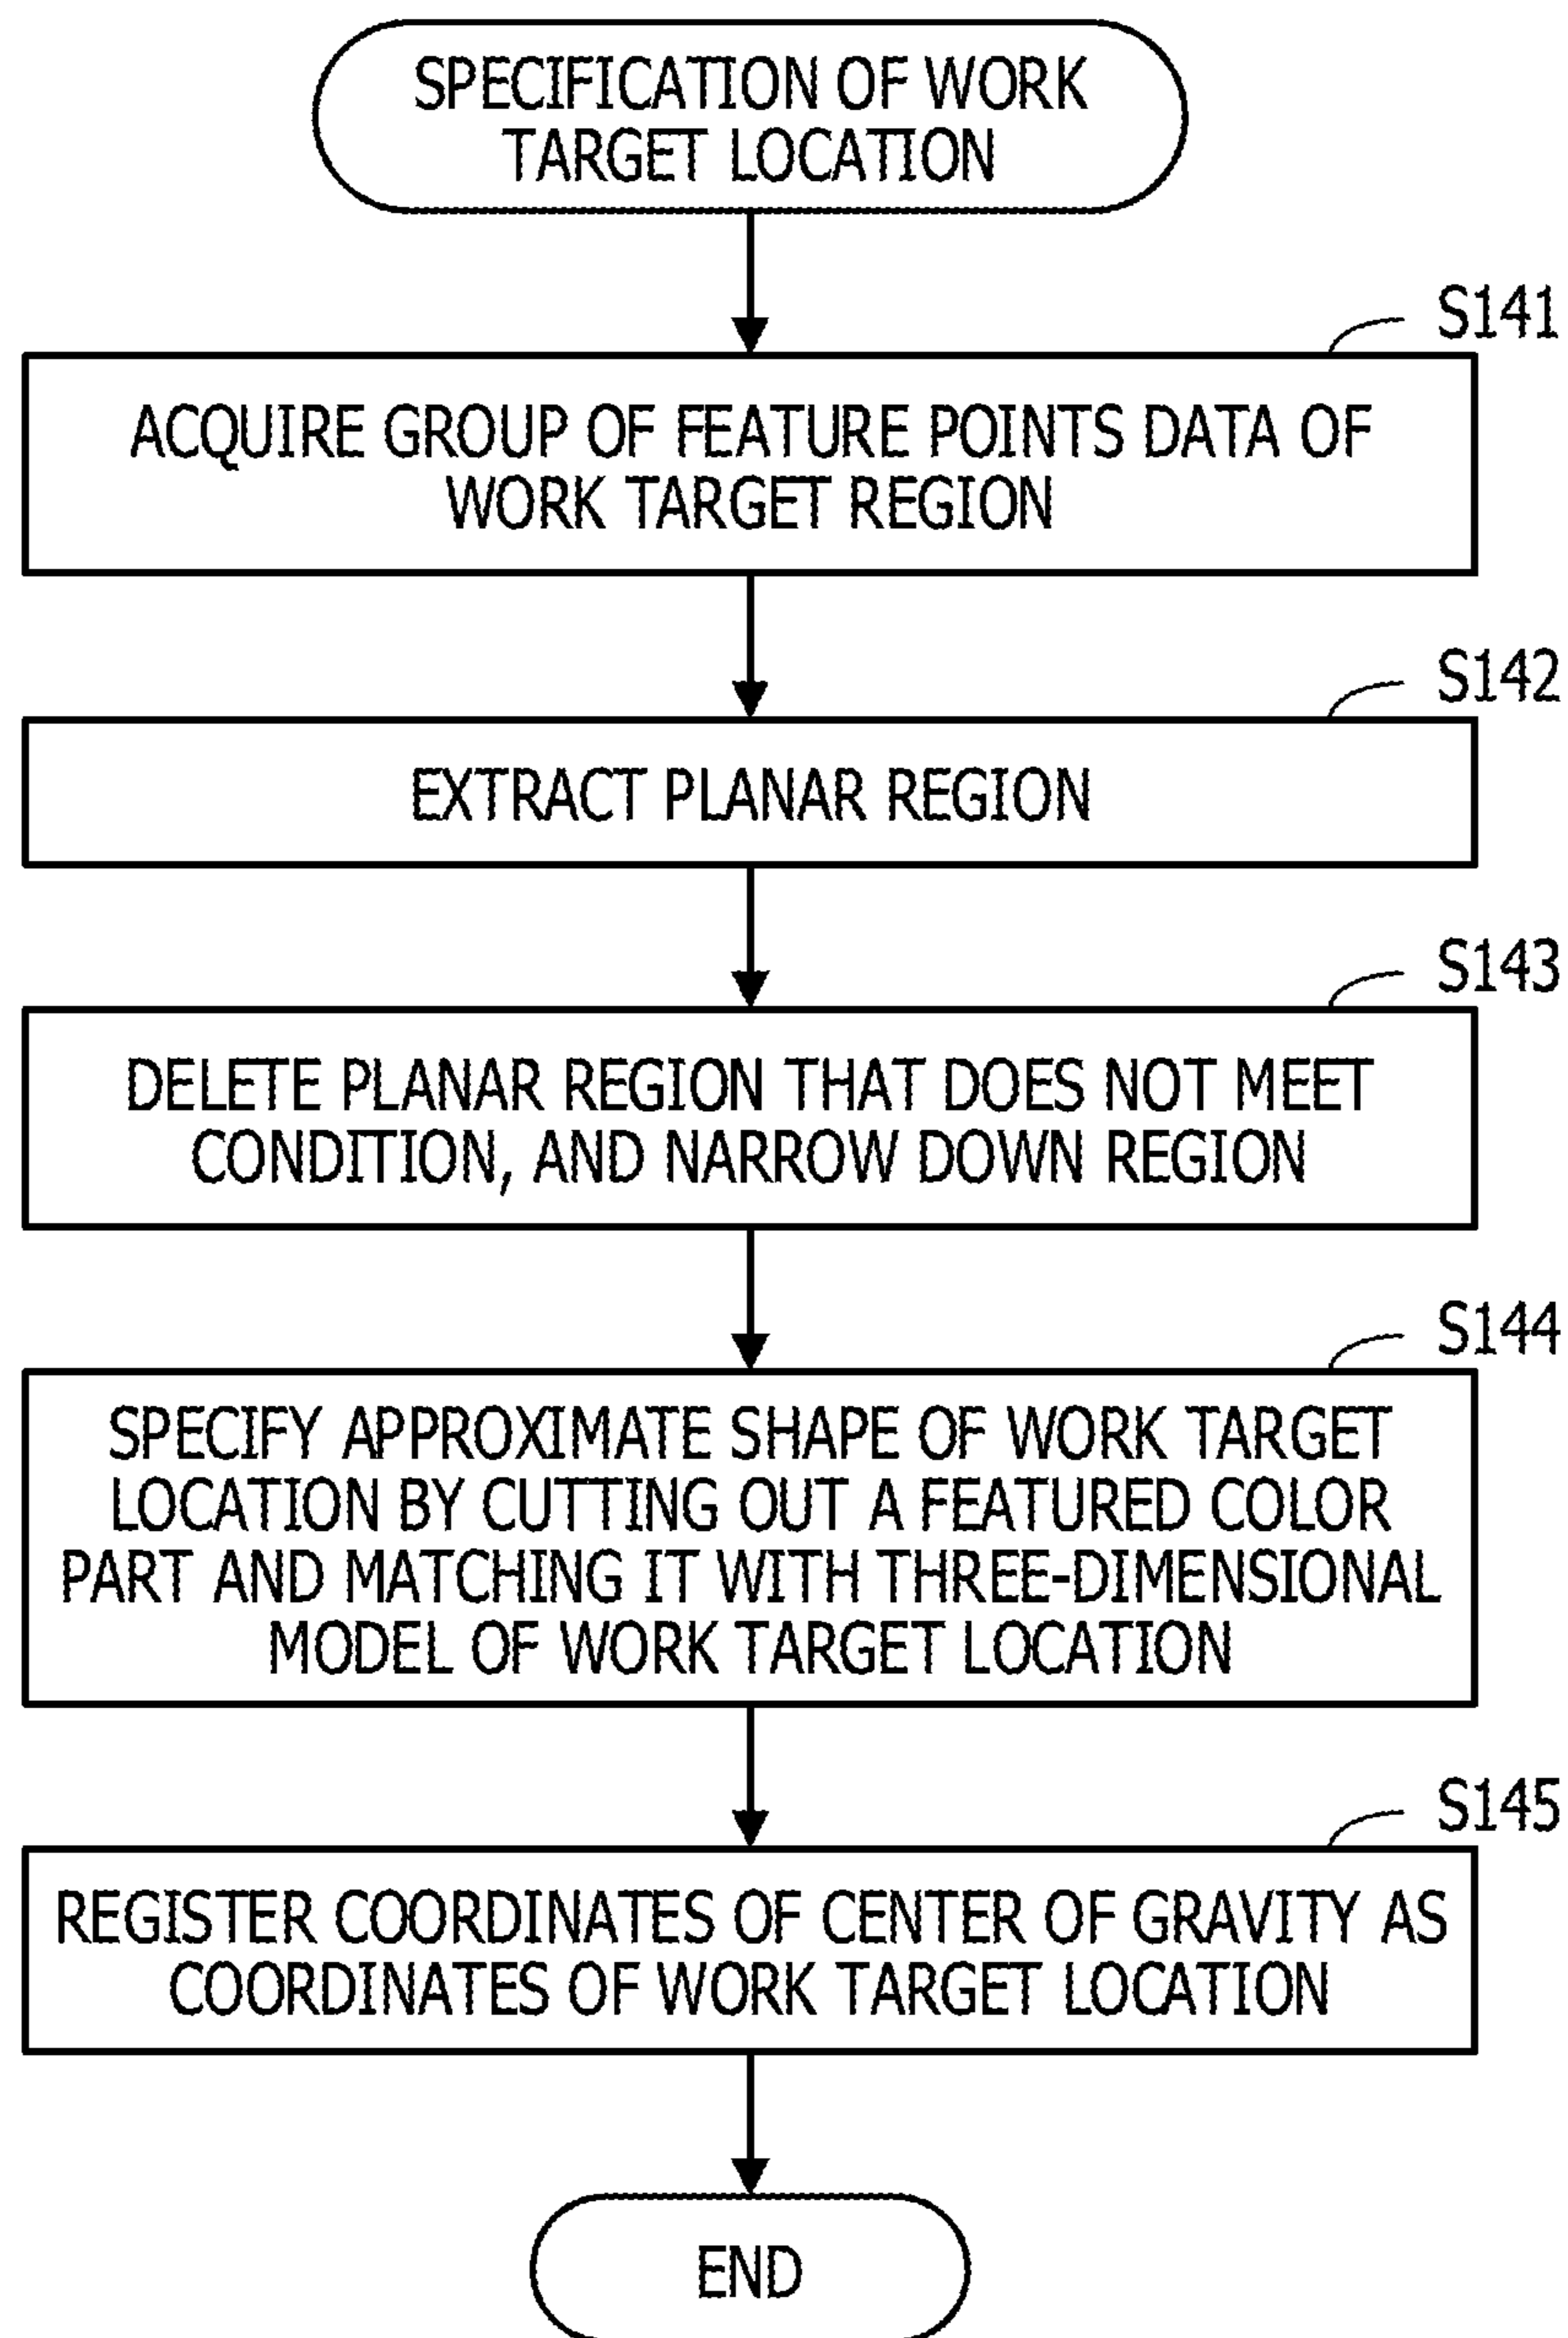 SPECIFICATION OF WORK
TARGET LOCATION
S141
ACQUIRE GROUP OF FEATURE POINTS DATA OF
WORK TARGET REGION
S142
EXTRACT PLANAR REGION
S143
DELETE PLANAR REGION THAT DOES NOT MEET
CONDITION, AND NARROW DOWN REGION
S144
SPECIFY APPROXIMATE SHAPE OF WORK TARGET
LOCATION BY CUTTING OUT A FEATURED COLOR
PART AND MATCHING IT WITH THREE-DIMENSIONAL
MODEL OF WORK TARGET LOCATION
S145
REGISTER COORDINATES OF CENTER OF GRAVITY AS
COORDINATES OF WORK TARGET LOCATION
END